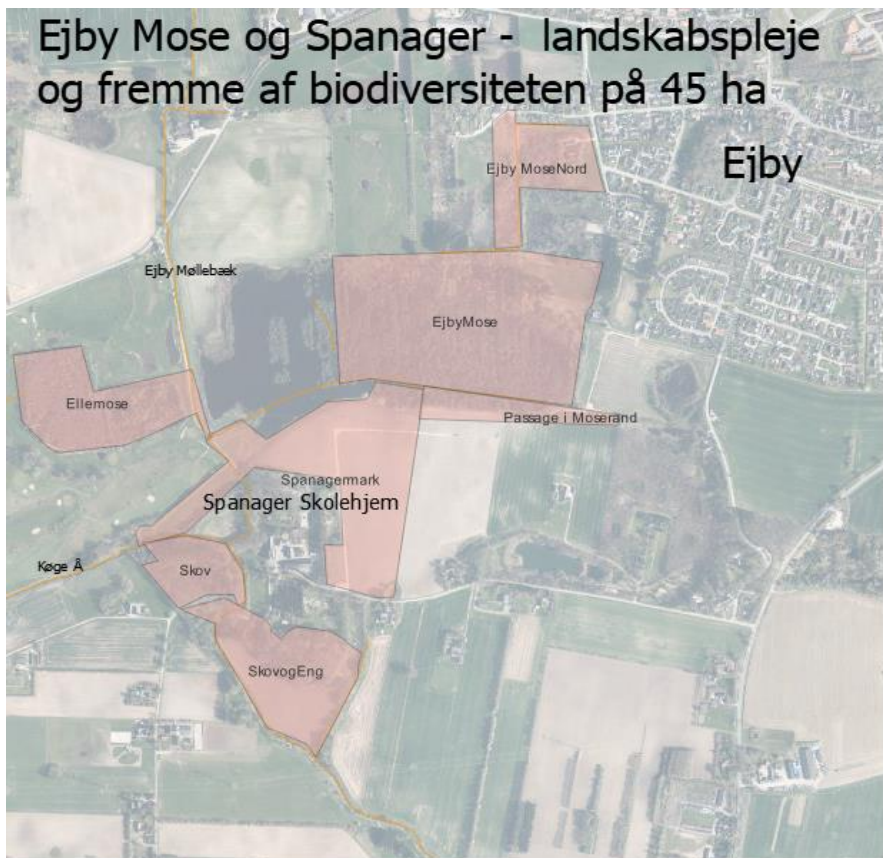 Ejby Mose og Spanager - landskabspleje
og fremme af biodiversiteten på 45 ha
Ejby
Ejby MoseNord
Ejby Møllebæk
EjbyMose
Ellemose
Passage i Moserand
Spanagermark
Spanager Skolehjem
Køge Å
Skov
SkovogEng